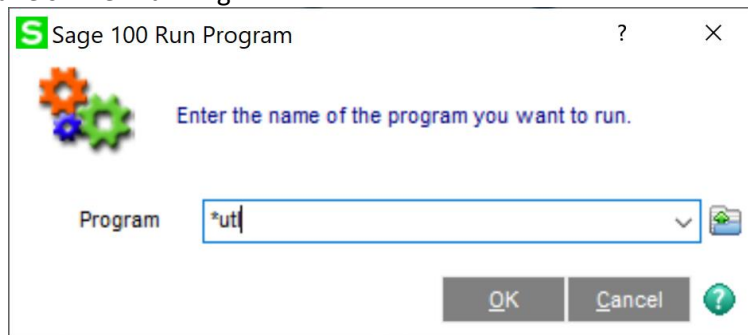 S Sage 100 Run Program ? ×
Enter the name of the program you want to run.
Program *utl
OK Cancel ?